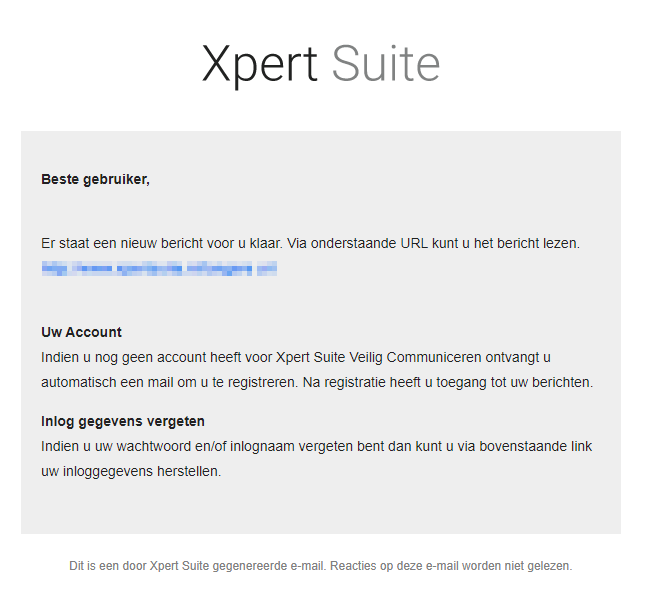 Xpert Suite
Beste gebruiker,
Er staat een nieuw bericht voor u klaar. Via onderstaande URL kunt u het bericht lezen.
Uw Account
Indien u nog geen account heeft voor Xpert Suite Veilig Communiceren ontvangt u
automatisch een mail om u te registreren. Na registratie heeft u toegang tot uw berichten.
Inlog gegevens vergeten
Indien u uw wachtwoord en/of inlognaam vergeten bent dan kunt u via bovenstaande link
uw inloggegevens herstellen.
Dit is een door Xpert Suite gegenereerde e-mail. Reacties op deze e-mail worden niet gelezen.